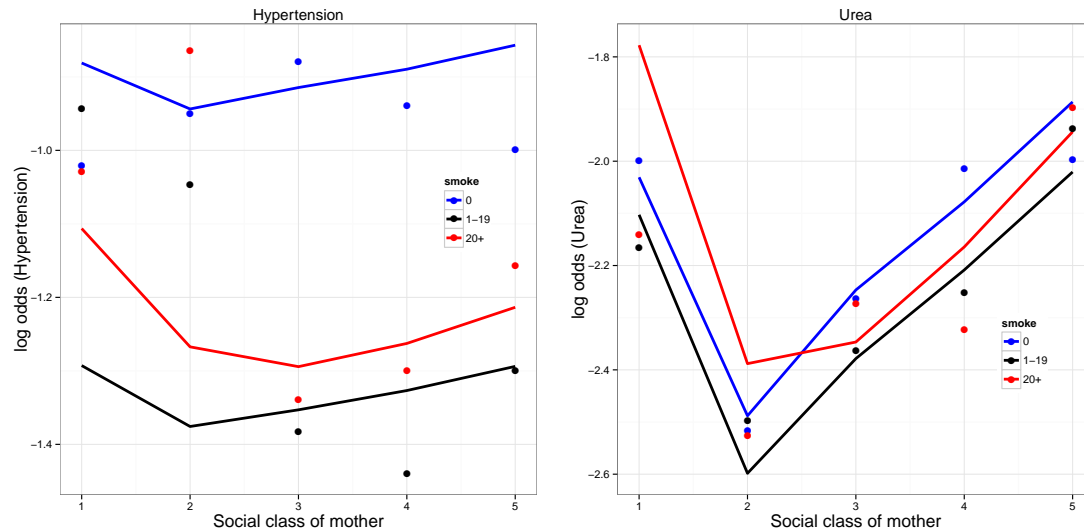 Hypertension
log odds (Hypertension)
−1.0
−1.2
−1.4
1 2 3 4 5
Social class of mother
smoke
0
1−19
20+
Urea
log odds (Urea)
−1.8
−2.0
−2.2
−2.4
−2.6
1 2 3 4 5
Social class of mother
smoke
0
1−19
20+